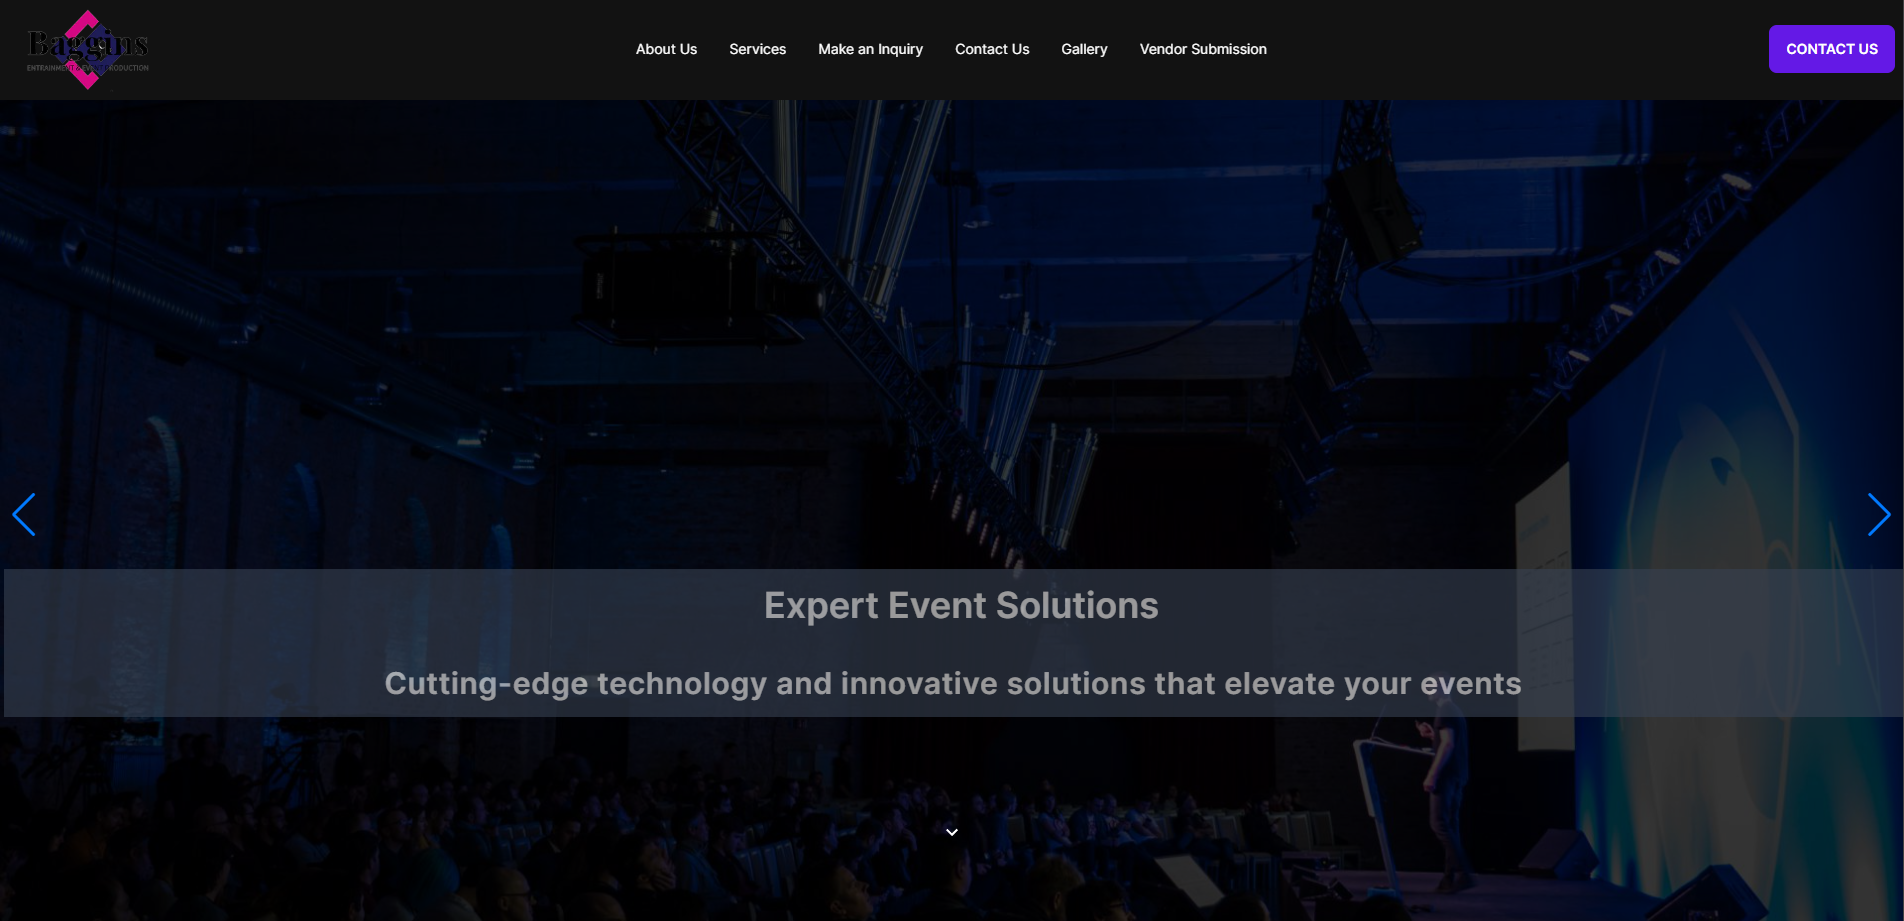 Baggins
ENTRAINMENT & EVENT PRODUCTION
About Us
Services
Make an Inquiry
Contact Us
Gallery
Vendor Submission
CONTACT US
Expert Event Solutions
Cutting-edge technology and innovative solutions that elevate your events